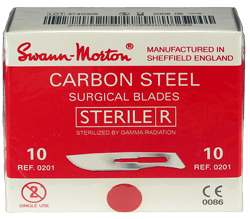 Swann-Morton®
MANUFACTURED IN
SHEFFIELD ENGLAND
CARBON STEEL
SURGICAL BLADES
STERILE R
STERILIZED BY GAMMA RADIATION
10
REF. 0201
10
REF. 0201
2
SINGLE USE
CE
0086